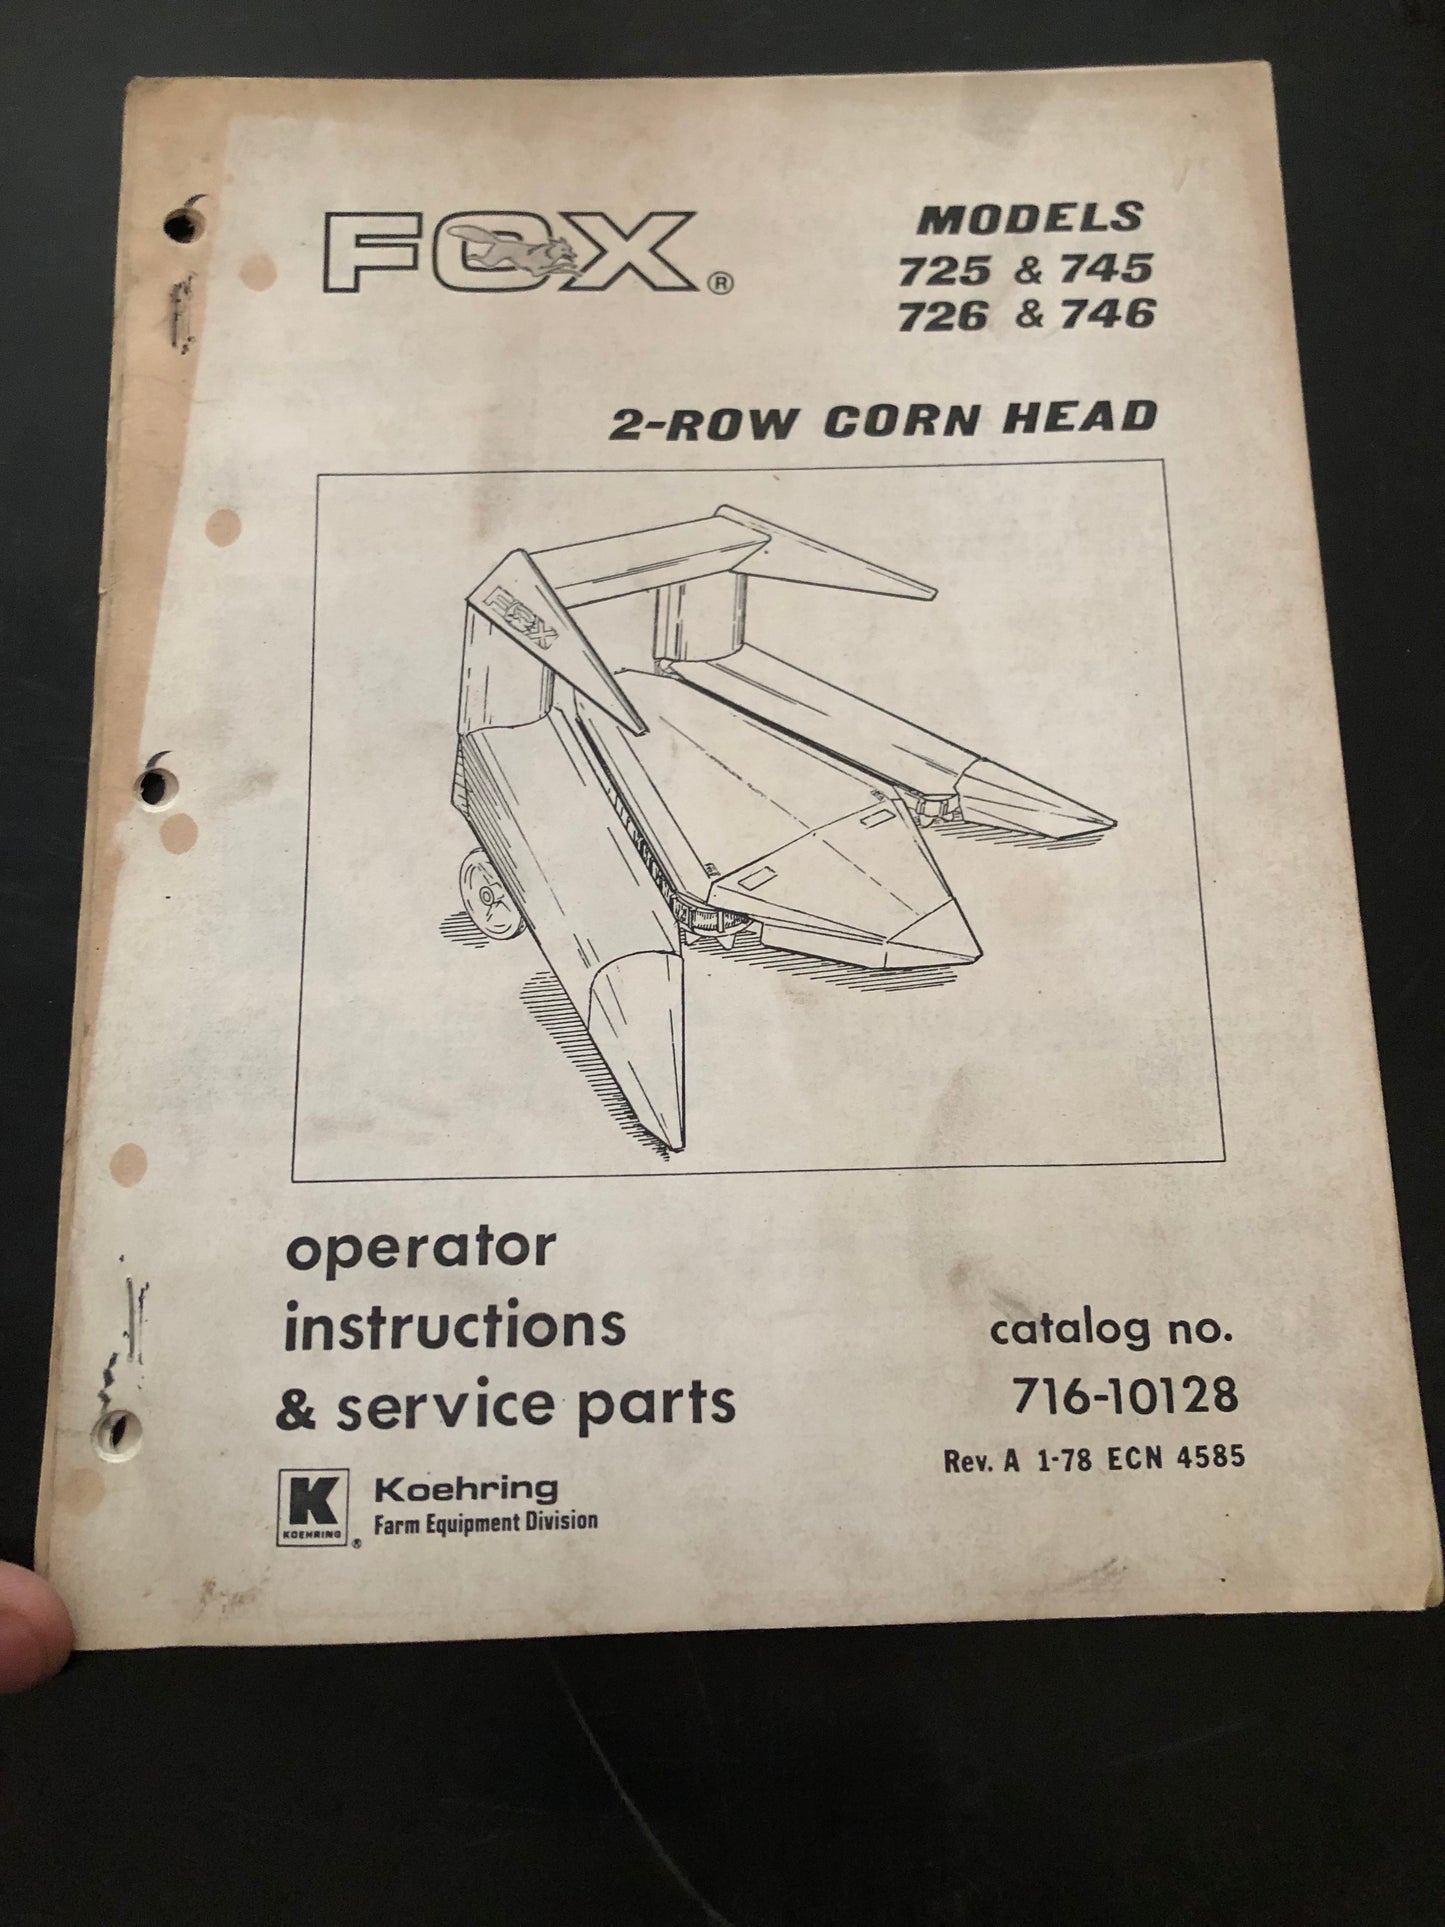 FOX®
MODELS
725 & 745
726 & 746
2-ROW CORN HEAD
FOX
operator
instructions
& service parts
catalog no.
716-10128
Rev. A 1-78 ECN 4585
K
KOEHRING
®
Koehring
Farm Equipment Division